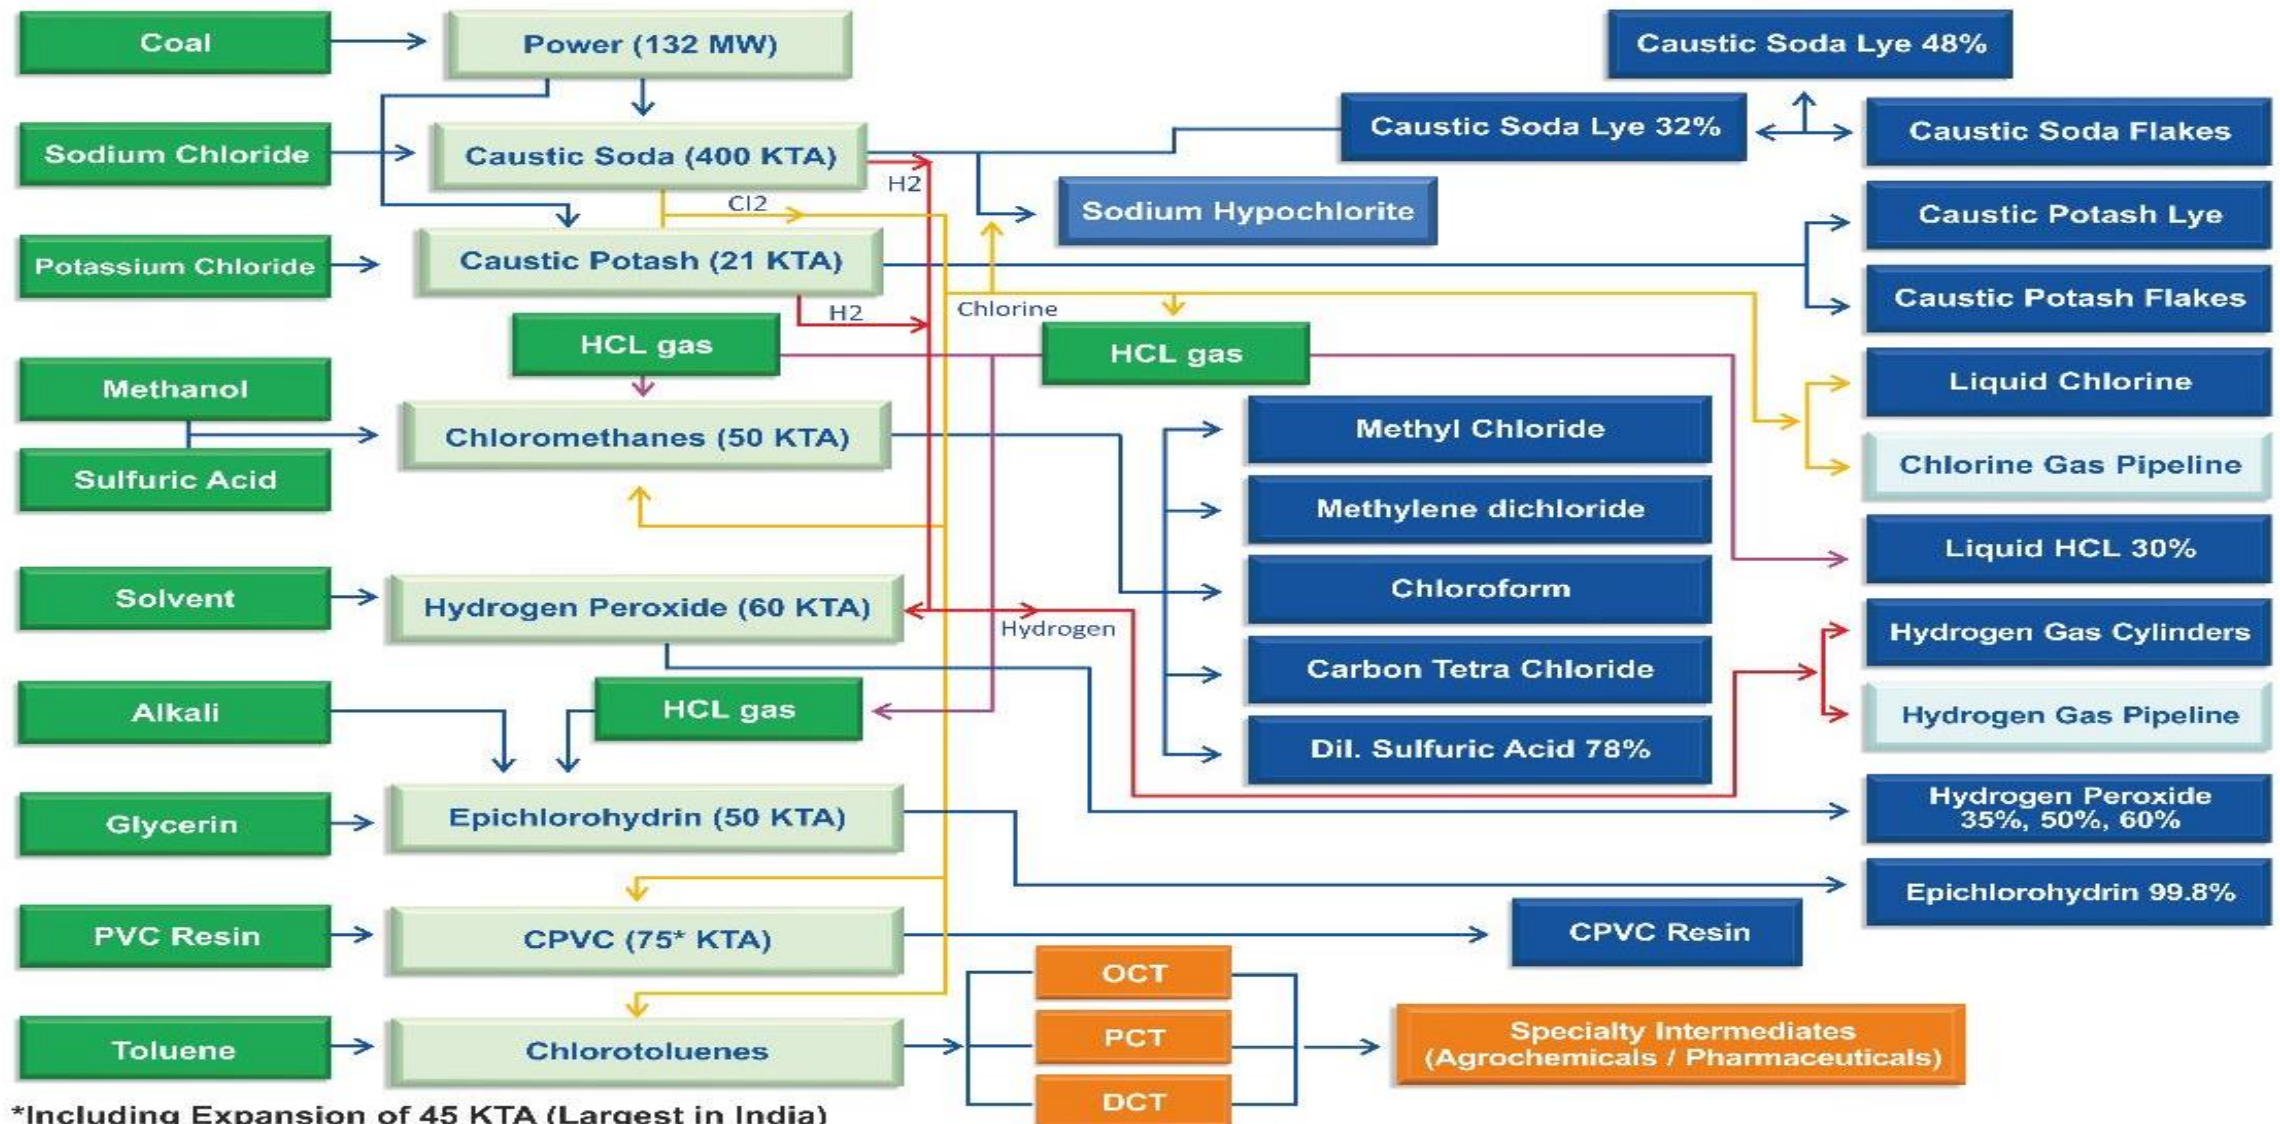 Coal
Power (132 MW)
Caustic Soda Lye 48%
Sodium Chloride
Caustic Soda (400 KTA)
Caustic Soda Lye 32%
Caustic Soda Flakes
H2
Cl2
Sodium Hypochlorite
Caustic Potash Lye
Potassium Chloride
Caustic Potash (21 KTA)
Caustic Potash Flakes
H2
Chlorine
HCL gas
HCL gas
Liquid Chlorine
Methanol
Sulfuric Acid
Chloromethanes (50 KTA)
Methyl Chloride
Chlorine Gas Pipeline
Methylene dichloride
Liquid HCL 30%
Chloroform
Solvent
Hydrogen Peroxide (60 KTA)
Hydrogen
Hydrogen Gas Cylinders
Carbon Tetra Chloride
Alkali
HCL gas
Hydrogen Gas Pipeline
Dil. Sulfuric Acid 78%
Glycerin
Epichlorohydrin (50 KTA)
Hydrogen Peroxide
35%, 50%, 60%
Epichlorohydrin 99.8%
PVC Resin
CPVC (75* KTA)
CPVC Resin
OCT
Toluene
Chlorotoluenes
PCT
Specialty Intermediates
(Agrochemicals / Pharmaceuticals)
DCT
*Including Expansion of 45 KTA (Largest in India)